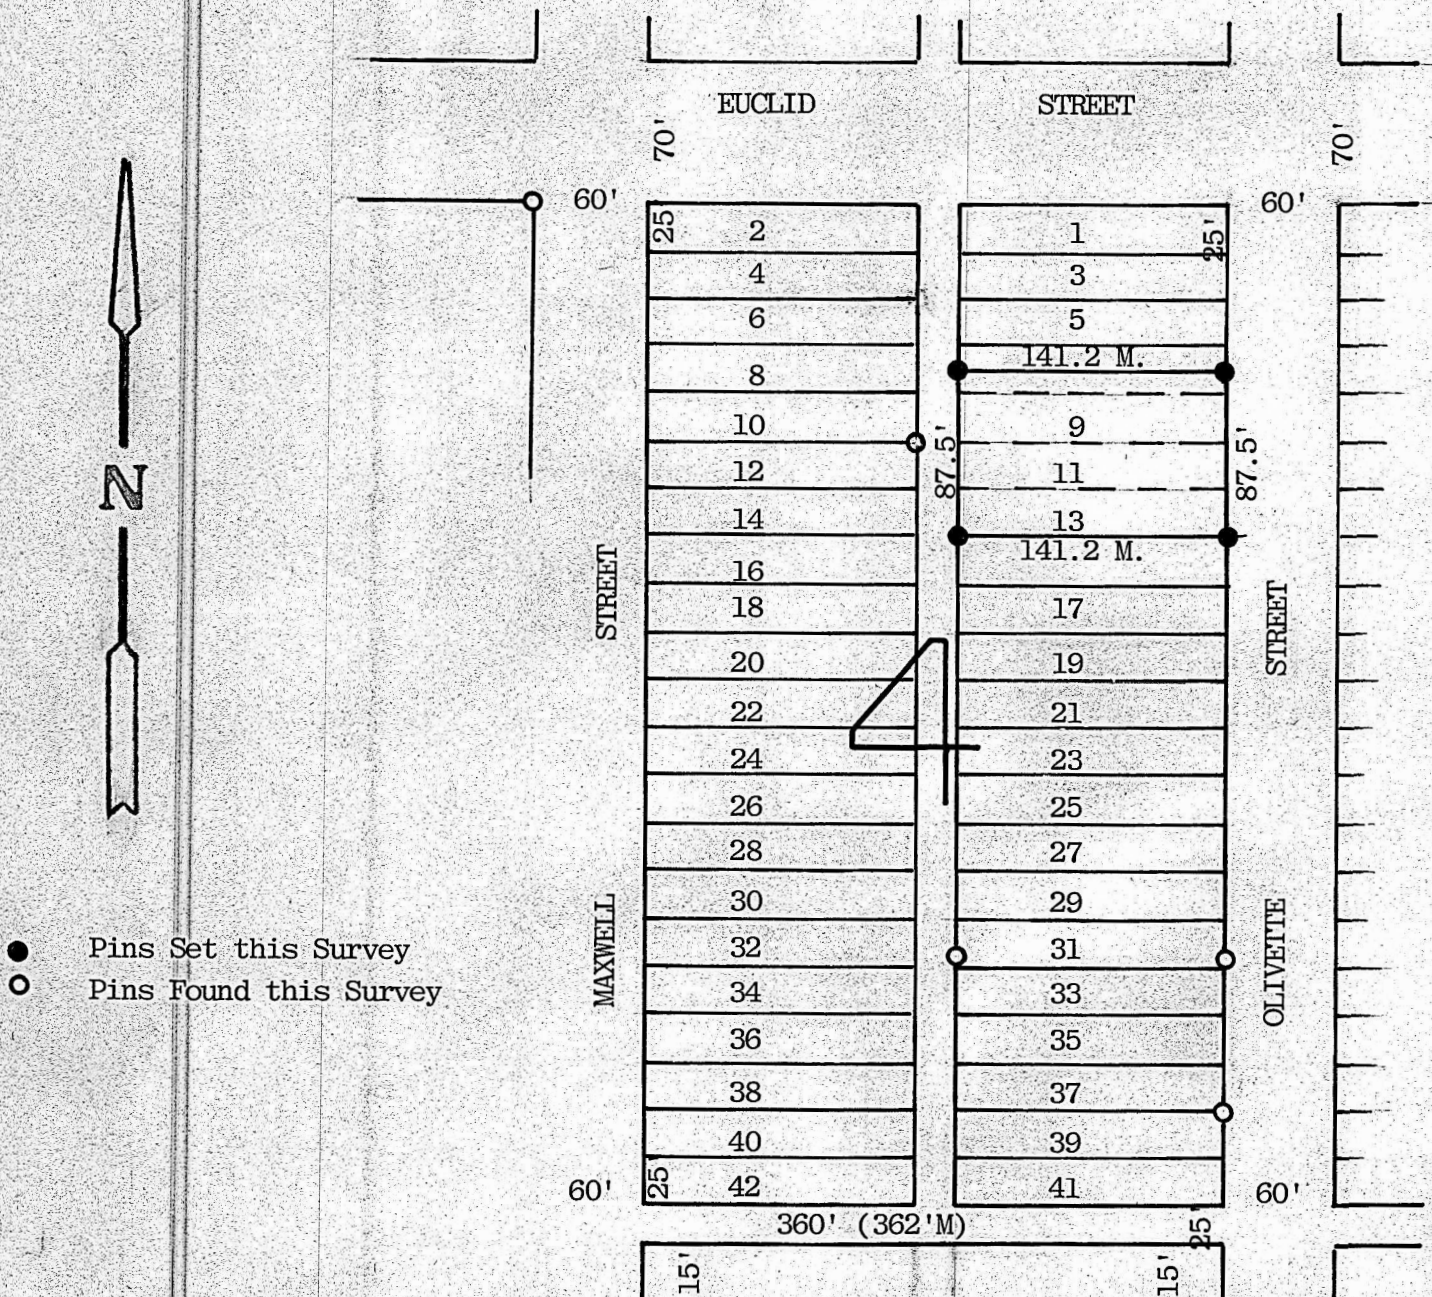 EUCLID STREET
70' 70'
60' 60'
25' 2 1 25'
4 3
6 5
141.2 M.
8
10 9
87.5' 87.5'
12 11
14 13
141.2 M.
16
18 17
STREET STREET
20 19
22 21
4
24 23
26 25
28 27
30 29
32 31
34 33
36 35
38 37
40 39
42 41
MAXWELL OLIVETTE
N
Pins Set this Survey
Pins Found this Survey
60' 25' 60'
360' (362'M)
25'
15' 15'